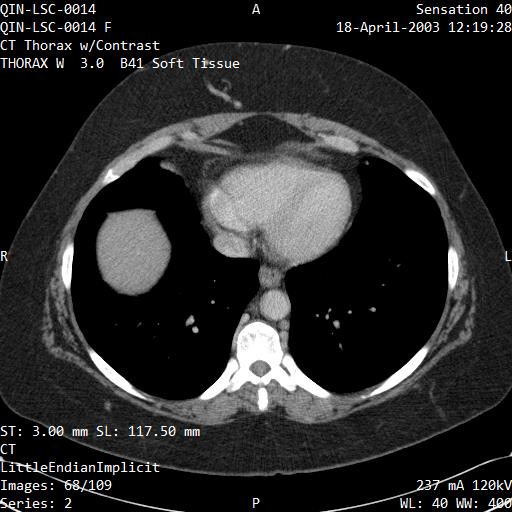 QIN-LSC-0014 A Sensation 40
QIN-LSC-0014 F 18-April-2003 12:19:28
CT Thorax w/Contrast
THORAX W 3.0 B41 Soft Tissue
R L
ST: 3.00 mm SL: 117.50 mm
CT
LittleEndianImplicit
Images: 68/109 237 mA 120kV
Series: 2 P WL: 40 WW: 400